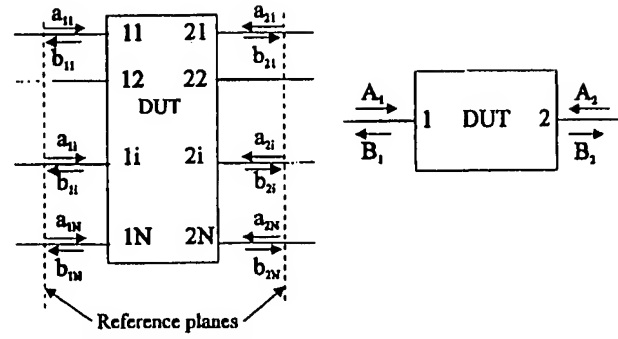 a11 a21
11 21
b11 b21
12 22
DUT
a1i a2i
1i 2i
b1i b2i
a1N a2N
1N 2N
b1N b2N
Reference planes
A1 A2
1 DUT 2
B1 B2